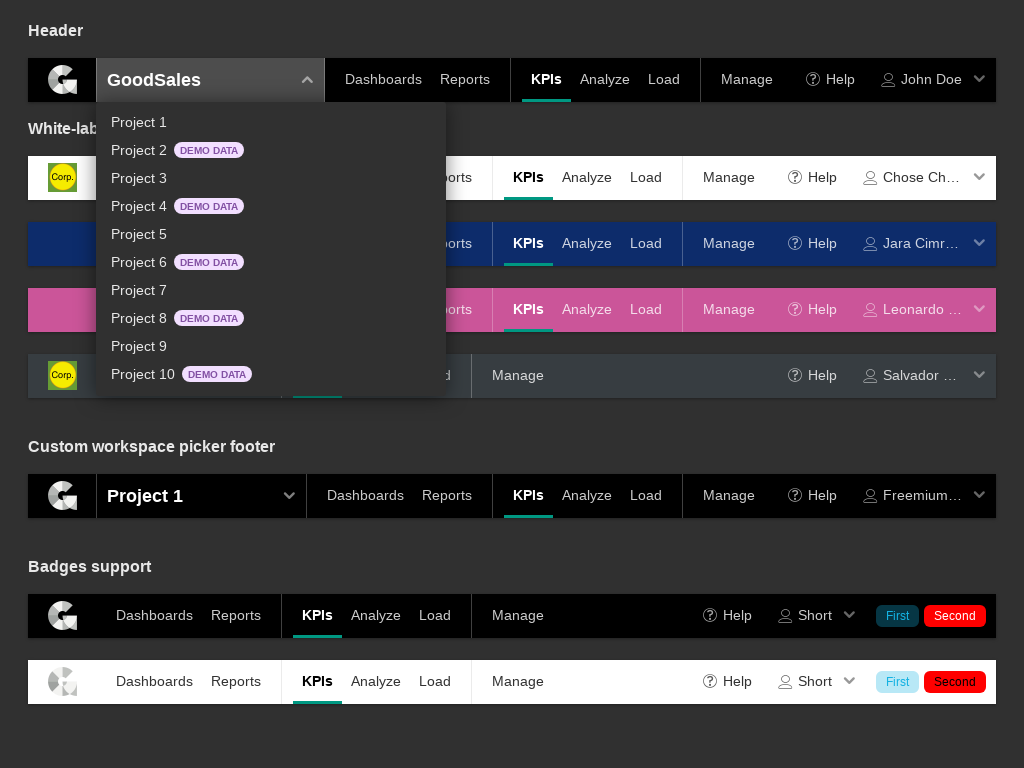 Header
GoodSales Dashboards Reports KPIs Analyze Load Manage Help John Doe
Project 1
White-lab
Project 2 DEMO DATA
Corp. Project 3 ports KPIs Analyze Load Manage Help Chose Ch…
Project 4 DEMO DATA
Project 5 ports KPIs Analyze Load Manage Help Jara Cimr…
Project 6 DEMO DATA
Project 7
Project 8 DEMO DATA ports KPIs Analyze Load Manage Help Leonardo …
Project 9
Corp. Project 10 DEMO DATA d Manage Help Salvador …
Custom workspace picker footer
Project 1 Dashboards Reports KPIs Analyze Load Manage Help Freemium…
Badges support
Dashboards Reports KPIs Analyze Load Manage Help Short First Second
Dashboards Reports KPIs Analyze Load Manage Help Short First Second